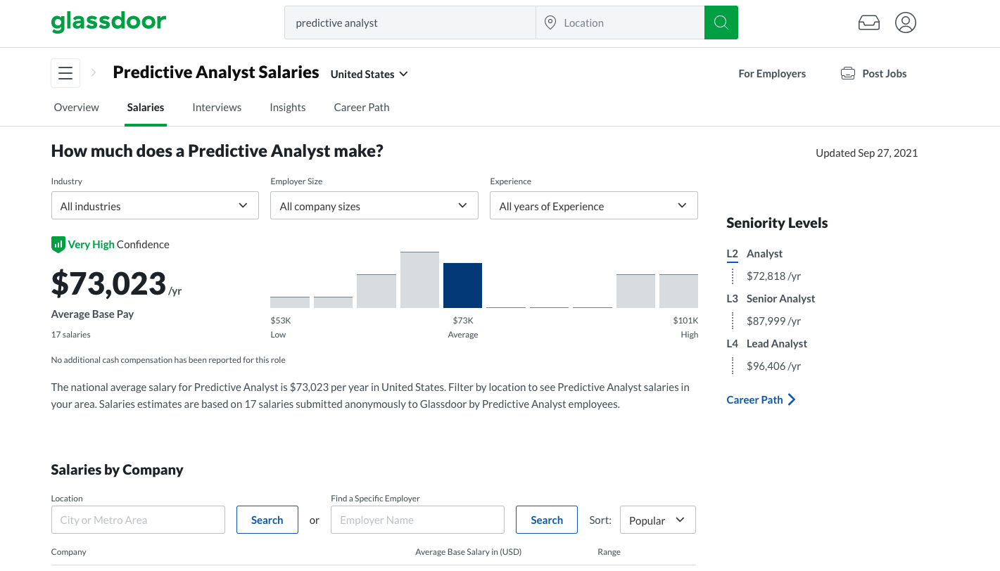 glassdoor
predictive analyst
Location
Predictive Analyst Salaries
United States
For Employers
Post Jobs
Overview
Salaries
Interviews
Insights
Career Path
How much does a Predictive Analyst make?
Updated Sep 27, 2021
Industry
Employer Size
Experience
All industries
All company sizes
All years of Experience
Very High Confidence
$73,023 /yr
Average Base Pay
17 salaries
$53K
Low
$73K
Average
$101K
High
No additional cash compensation has been reported for this role
The national average salary for Predictive Analyst is $73,023 per year in United States. Filter by location to see Predictive Analyst salaries in
your area. Salaries estimates are based on 17 salaries submitted anonymously to Glassdoor by Predictive Analyst employees.
Seniority Levels
L2 Analyst
$72,818 /yr
L3 Senior Analyst
$87,999 /yr
L4 Lead Analyst
$96,406 /yr
Career Path
Salaries by Company
Location
Find a Specific Employer
City or Metro Area
Search
or
Employer Name
Search
Sort:
Popular
Company
Average Base Salary in (USD)
Range